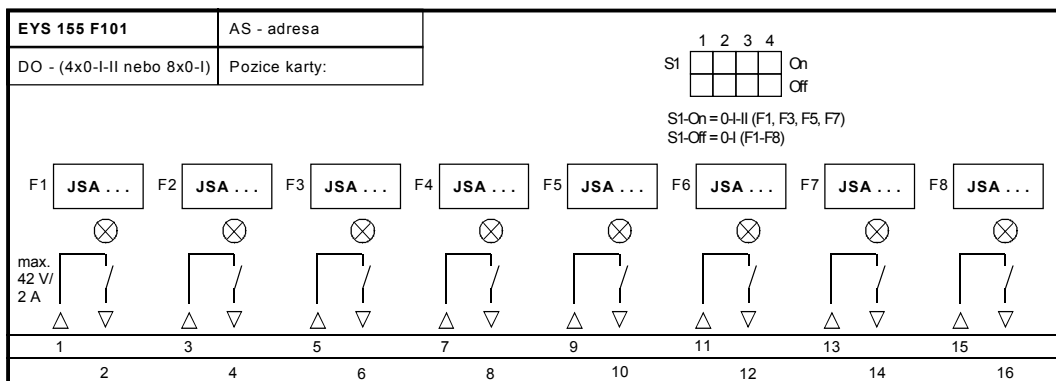 EYS 155 F101 AS - adresa
DO - (4x0-I-II nebo 8x0-I) Pozice karty:
1 2 3 4
S1 On
Off
S1-On = 0-I-II (F1, F3, F5, F7)
S1-Off = 0-I (F1-F8)
F1 JSA . . . F2 JSA . . . F3 JSA . . . F4 JSA . . . F5 JSA . . . F6 JSA . . . F7 JSA . . . F8 JSA . . .
max.
42 V/
2 A
1 3 5 7 9 11 13 15
2 4 6 8 10 12 14 16